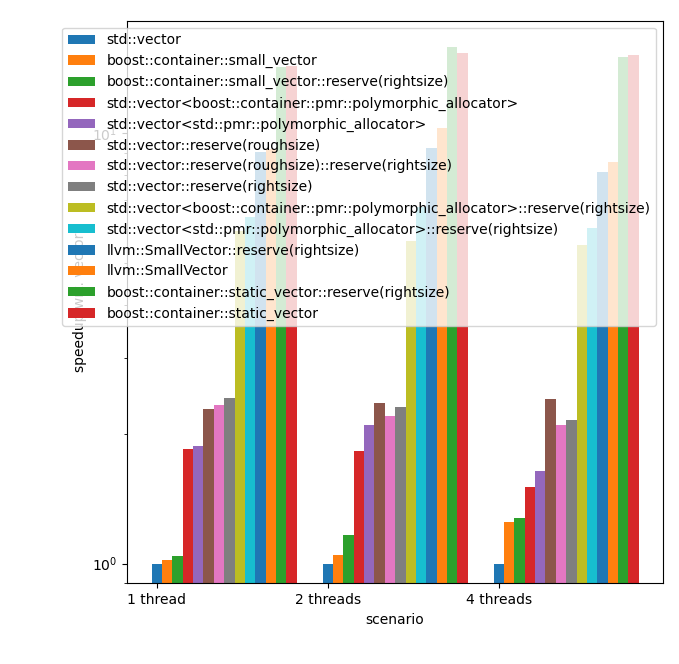 std::vector
boost::container::small_vector
boost::container::small_vector::reserve(rightsize)
std::vector<boost::container::pmr::polymorphic_allocator>
std::vector<std::pmr::polymorphic_allocator>
std::vector::reserve(roughsize)
std::vector::reserve(roughsize)::reserve(rightsize)
std::vector::reserve(rightsize)
std::vector<boost::container::pmr::polymorphic_allocator>::reserve(rightsize)
std::vector<std::pmr::polymorphic_allocator>::reserve(rightsize)
llvm::SmallVector::reserve(rightsize)
llvm::SmallVector
boost::container::static_vector::reserve(rightsize)
boost::container::static_vector
10¹
10⁰
1 thread
2 threads
4 threads
scenario